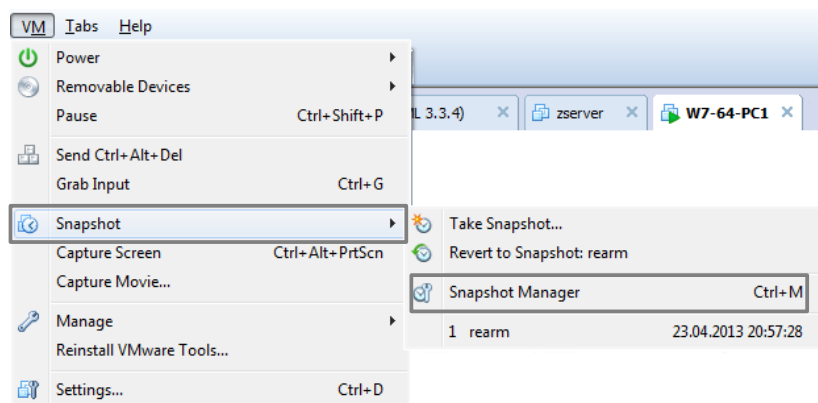 VM Tabs Help
Power
Removable Devices
Pause Ctrl+Shift+P
L 3.3.4) zserver W7-64-PC1
Send Ctrl+Alt+Del
Grab Input Ctrl+G
Snapshot
Take Snapshot...
Capture Screen Ctrl+Alt+PrtScn
Revert to Snapshot: rearm
Capture Movie...
Snapshot Manager Ctrl+M
Manage
1 rearm 23.04.2013 20:57:28
Reinstall VMware Tools...
Settings... Ctrl+D